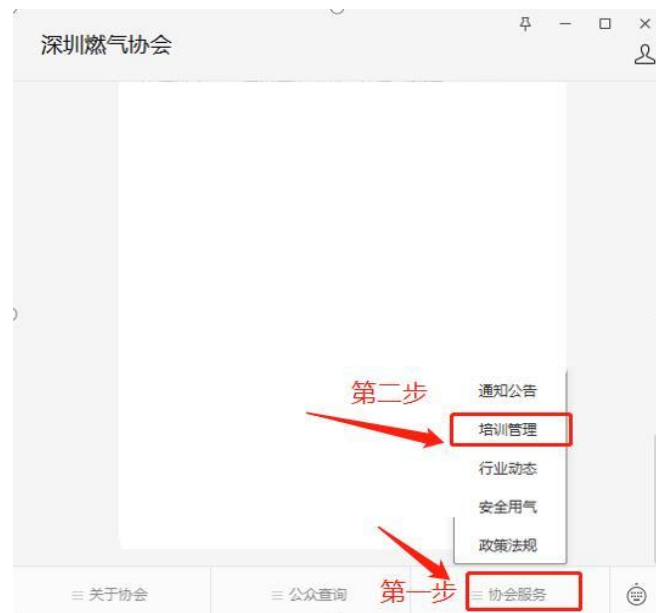 深圳燃气协会
第二步
通知公告
培训管理
行业动态
安全用气
政策法规
关于协会
公众查询
第一步
协会服务